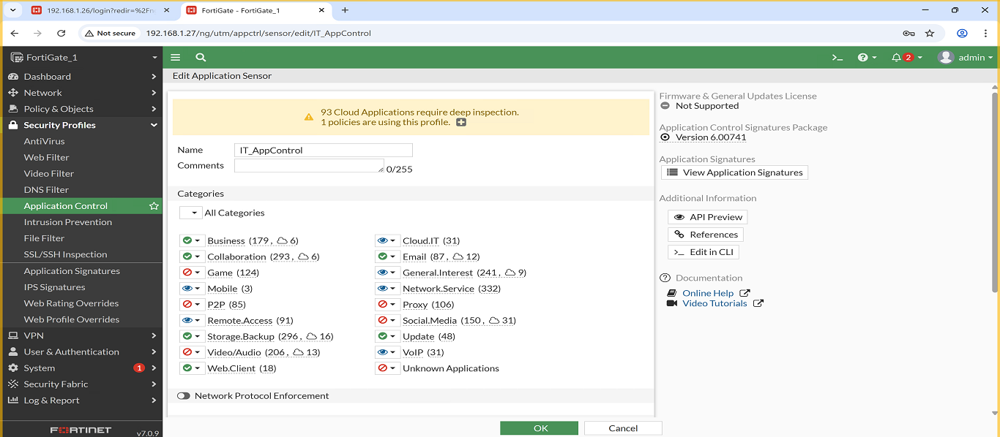 192.168.1.26/login?redir=%2Fn
FortiGate - FortiGate_1
Not secure
192.168.1.27/ng/utm/appctrl/sensor/edit/IT_AppControl
FortiGate_1
Dashboard
Network
Policy & Objects
Security Profiles
AntiVirus
Web Filter
Video Filter
DNS Filter
Application Control
Intrusion Prevention
File Filter
SSL/SSH Inspection
Application Signatures
IPS Signatures
Web Rating Overrides
Web Profile Overrides
VPN
User & Authentication
System 1
Security Fabric
Log & Report
FORTINET
v7.0.9
>_ ? 2 admin
Edit Application Sensor
93 Cloud Applications require deep inspection.
1 policies are using this profile.
Name IT_AppControl
Comments 0/255
Categories
All Categories
Business (179, 6) Cloud.IT (31)
Collaboration (293, 6) Email (87, 12)
Game (124) General.Interest (241, 9)
Mobile (3) Network.Service (332)
P2P (85) Proxy (106)
Remote.Access (91) Social.Media (150, 31)
Storage.Backup (296, 16) Update (48)
Video/Audio (206, 13) VoIP (31)
Web.Client (18) Unknown Applications
Network Protocol Enforcement
OK Cancel
Firmware & General Updates License
Not Supported
Application Control Signatures Package
Version 6.00741
Application Signatures
View Application Signatures
Additional Information
API Preview
References
>_ Edit in CLI
? Documentation
Online Help
Video Tutorials